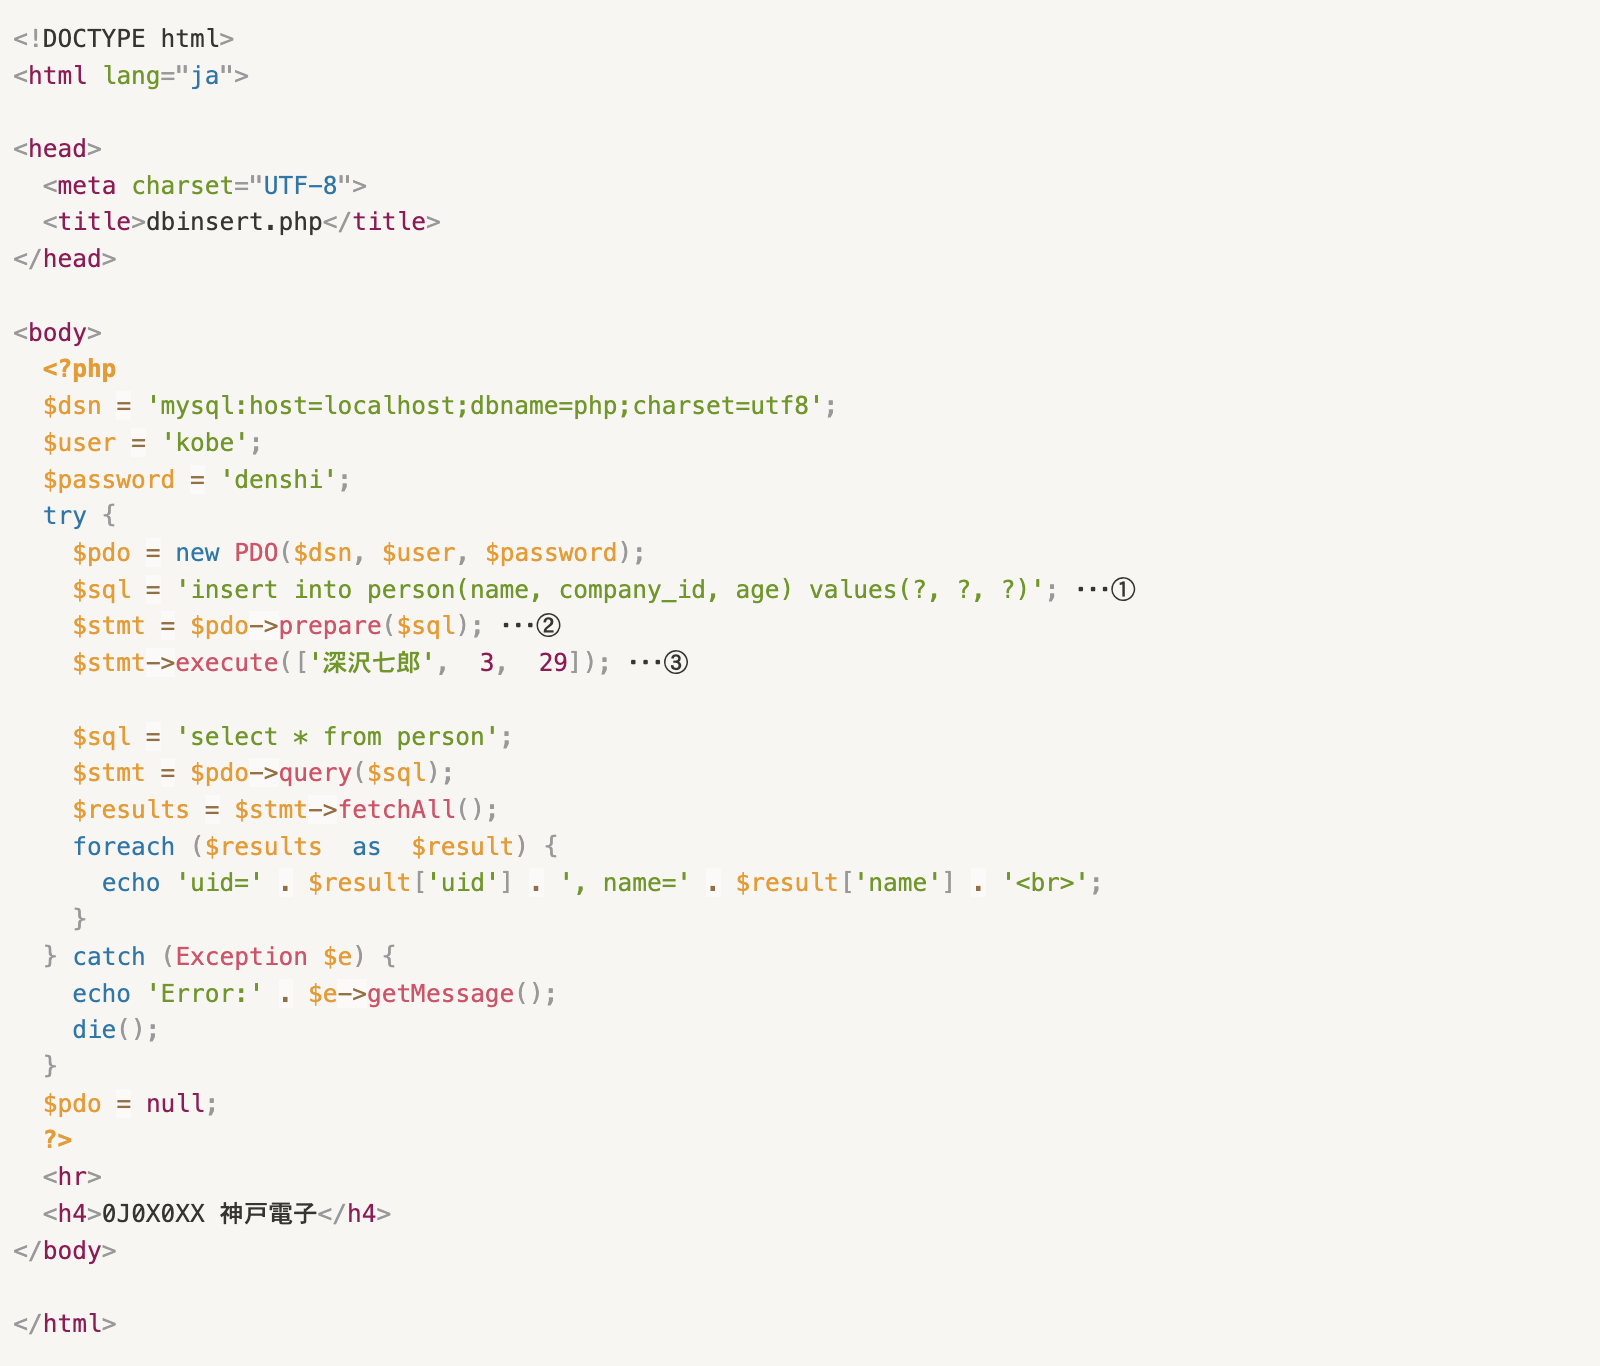 <!DOCTYPE html>
<html lang="ja">

<head>
  <meta charset="UTF-8">
  <title>dbinsert.php</title>
</head>

<body>
  <?php
  $dsn = 'mysql:host=localhost;dbname=php;charset=utf8';
  $user = 'kobe';
  $password = 'denshi';
  try {
    $pdo = new PDO($dsn, $user, $password);
    $sql = 'insert into person(name, company_id, age) values(?, ?, ?)'; ･･･①
    $stmt = $pdo->prepare($sql); ･･･②
    $stmt->execute(['深沢七郎',  3,  29]); ･･･③

    $sql = 'select * from person';
    $stmt = $pdo->query($sql);
    $results = $stmt->fetchAll();
    foreach ($results  as  $result) {
      echo 'uid=' . $result['uid'] . ', name=' . $result['name'] . '<br>';
    }
  } catch (Exception $e) {
    echo 'Error:' . $e->getMessage();
    die();
  }
  $pdo = null;
  ?>
  <hr>
  <h4>0J0X0XX 神戸電子</h4>
</body>

</html>